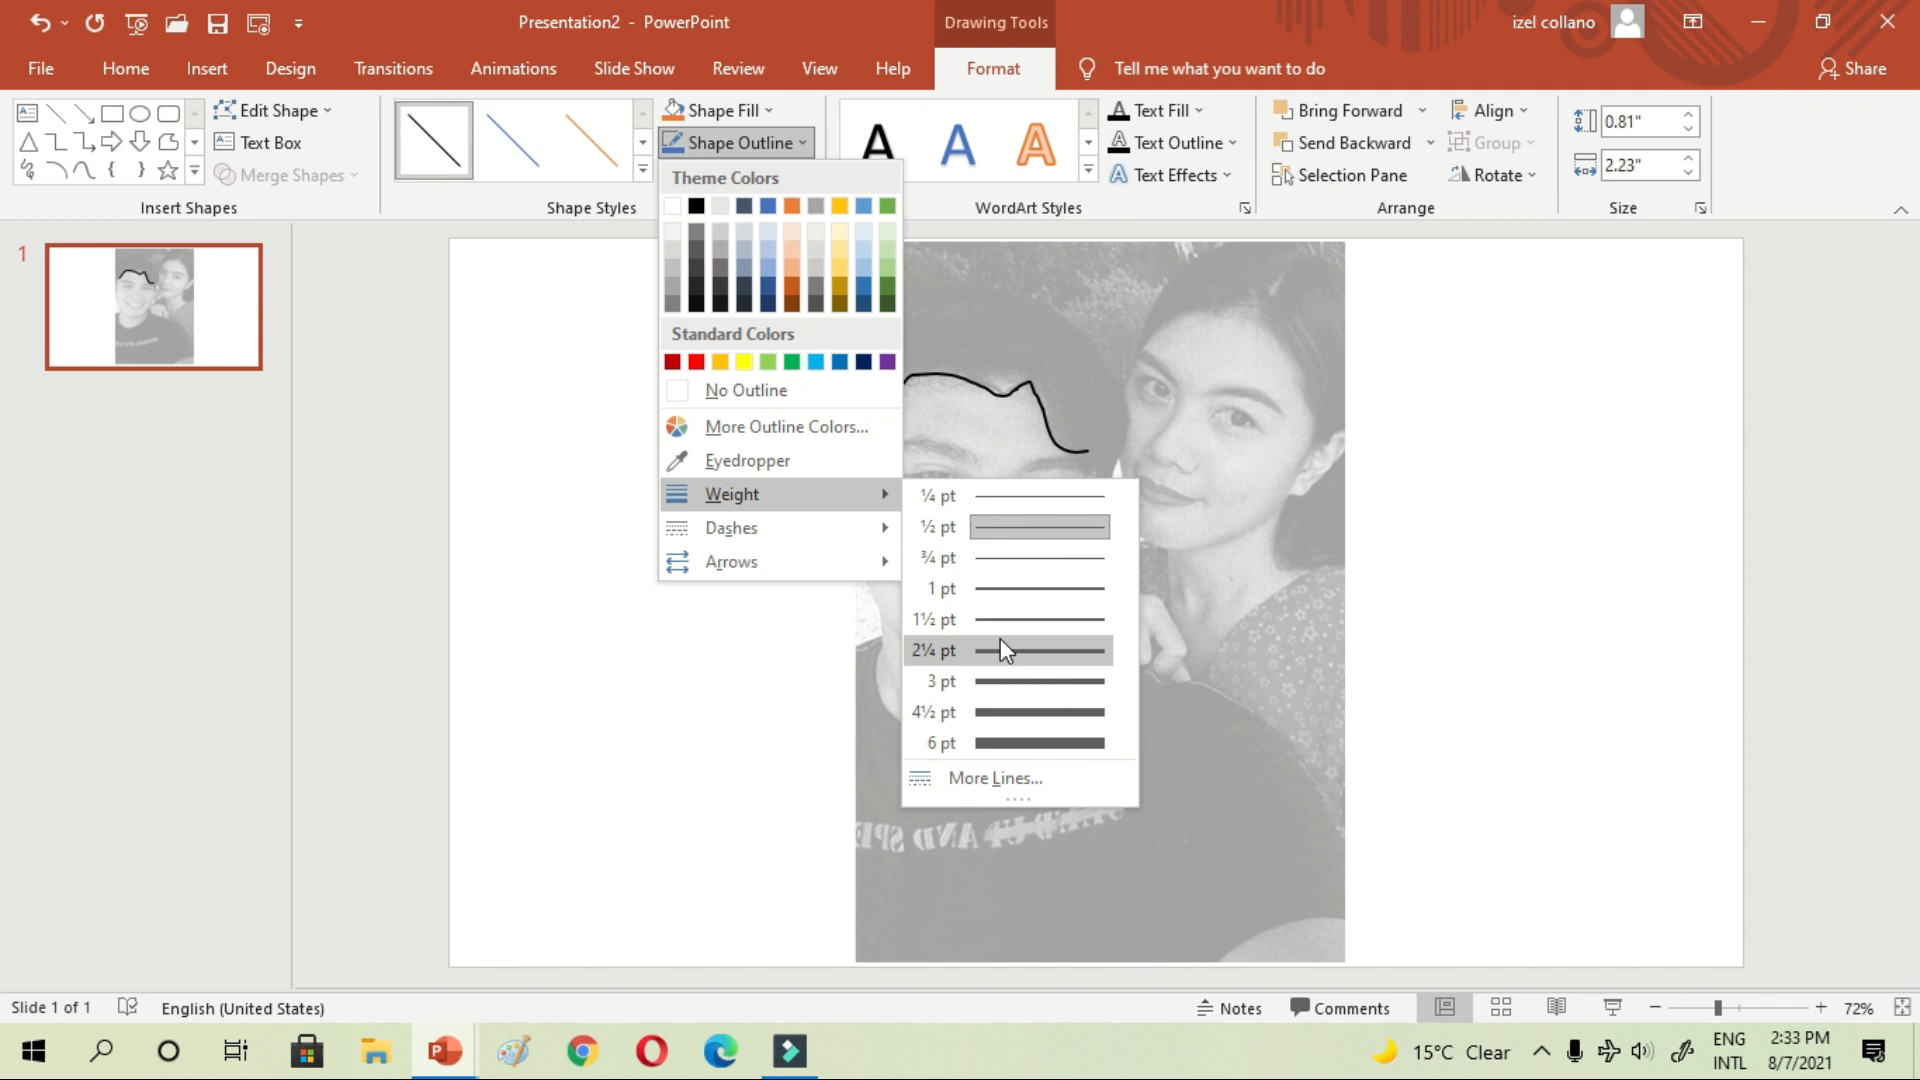 Presentation2 - PowerPoint
Drawing Tools
izel collano
File
Home
Insert
Design
Transitions
Animations
Slide Show
Review
View
Help
Format
Tell me what you want to do
Share
Edit Shape
Text Box
Merge Shapes
Insert Shapes
Shape Fill
Shape Outline
Shape Styles
A A A
Text Fill
Text Outline
Text Effects
WordArt Styles
Bring Forward
Send Backward
Selection Pane
Align
Group
Rotate
Arrange
0.81"
2.23"
Size
Theme Colors
Standard Colors
No Outline
More Outline Colors...
Eyedropper
Weight
Dashes
Arrows
¼ pt
½ pt
¾ pt
1 pt
1½ pt
2¼ pt
3 pt
4½ pt
6 pt
More Lines...
1
AND
Slide 1 of 1
English (United States)
Notes
Comments
72%
15°C Clear
ENG
INTL
2:33 PM
8/7/2021